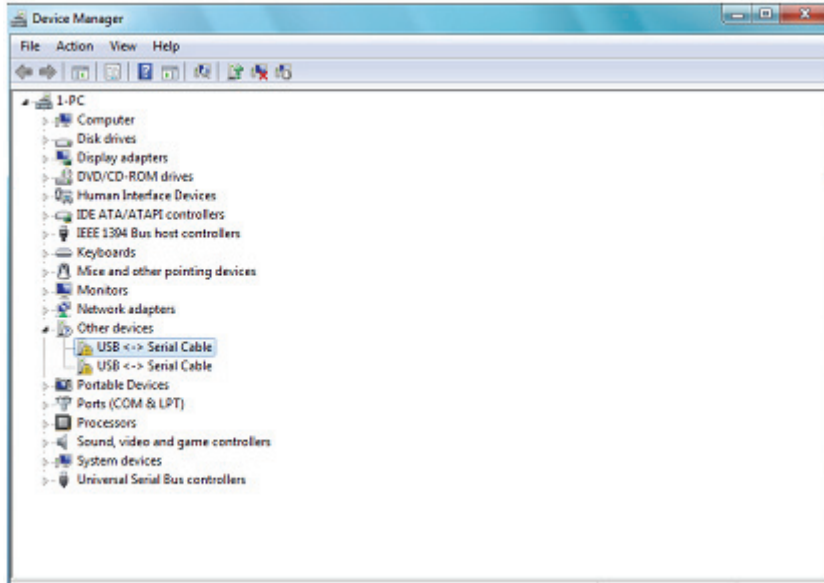 Device Manager
File Action View Help
1-PC
Computer
Disk drives
Display adapters
DVD/CD-ROM drives
Human Interface Devices
IDE ATA/ATAPI controllers
IEEE 1394 Bus host controllers
Keyboards
Mice and other pointing devices
Monitors
Network adapters
Other devices
USB <-> Serial Cable
USB <-> Serial Cable
Portable Devices
Ports (COM & LPT)
Processors
Sound, video and game controllers
System devices
Universal Serial Bus controllers